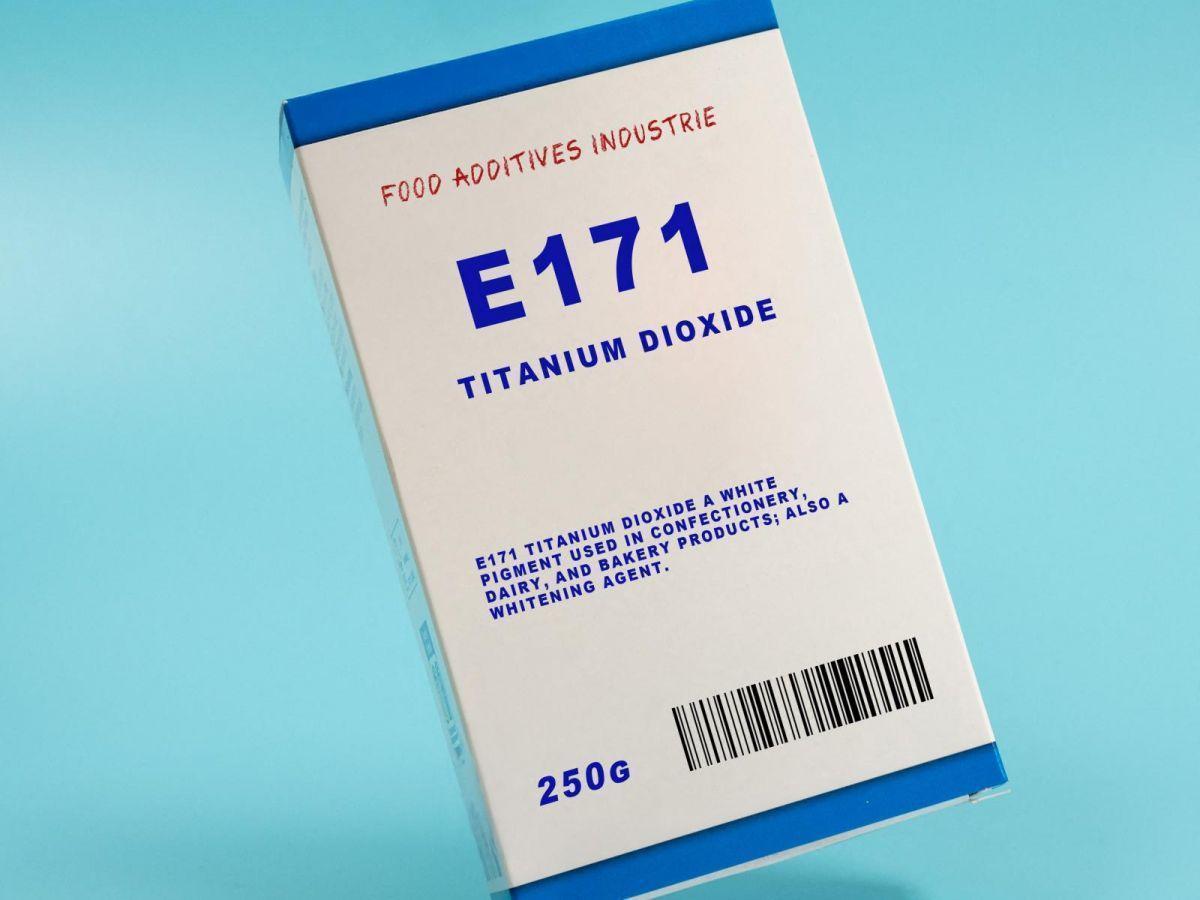 FOOD ADDITIVES INDUSTRIE
E171
TITANIUM DIOXIDE
E171 TITANIUM DIOXIDE A WHITE
PIGMENT USED IN CONFECTIONERY,
DAIRY, AND BAKERY PRODUCTS; ALSO A
WHITENING AGENT.
250G